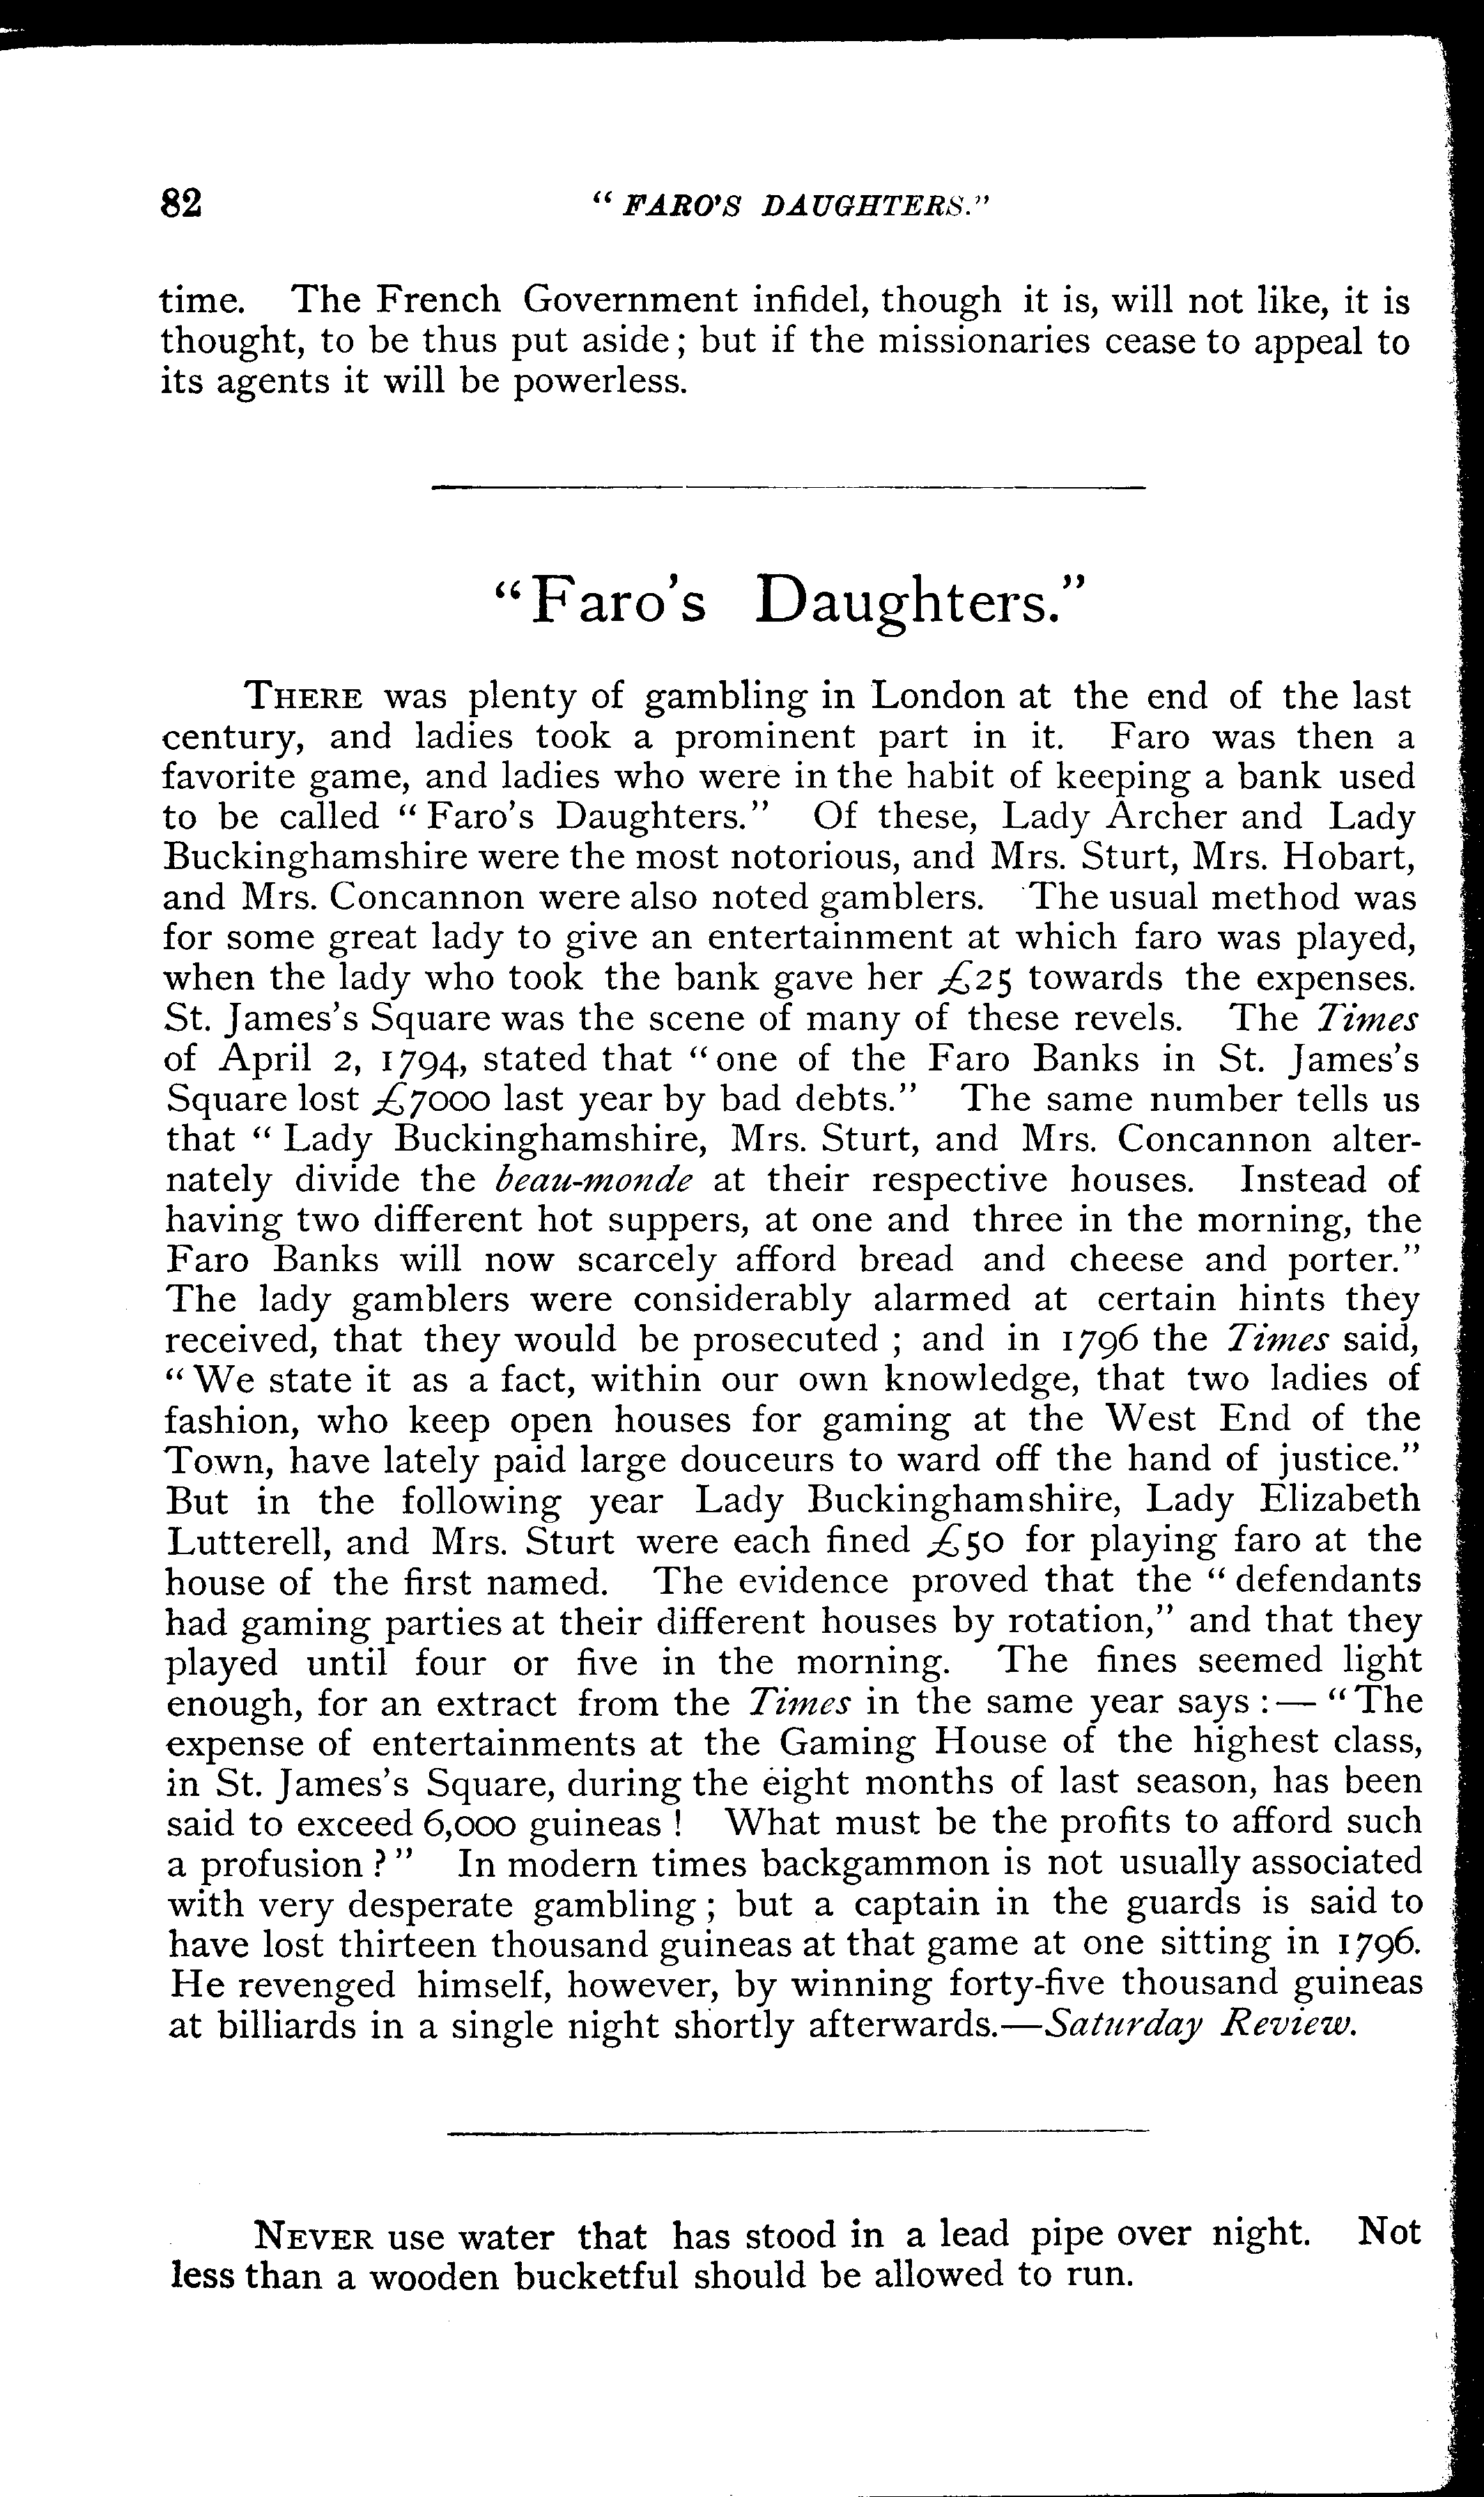 82 " FARO'S DAUGHTERS."
time. The French Government infidel, though it is, will not like, it is
thought, to be thus put aside; but if the missionaries cease to appeal to
its agents it will be powerless.
"Faro's Daughters."
THERE was plenty of gambling in London at the end of the last
century, and ladies took a prominent part in it. Faro was then a
favorite game, and ladies who were in the habit of keeping a bank used
to be called "Faro's Daughters." Of these, Lady Archer and Lady
Buckinghamshire were the most notorious, and Mrs. Sturt, Mrs. Hobart,
and Mrs. Concannon were also noted gamblers. The usual method was
for some great lady to give an entertainment at which faro was played,
when the lady who took the bank gave her £25 towards the expenses.
St. James's Square was the scene of many of these revels. The Times
of April 2, 1794, stated that "one of the Faro Banks in St. James's
Square lost £7000 last year by bad debts." The same number tells us
that "Lady Buckinghamshire, Mrs. Sturt, and Mrs. Concannon alter-
nately divide the beau-monde at their respective houses. Instead of
having two different hot suppers, at one and three in the morning, the
Faro Banks will now scarcely afford bread and cheese and porter."
The lady gamblers were considerably alarmed at certain hints they
received, that they would be prosecuted ; and in 1796 the Times said,
"We state it as a fact, within our own knowledge, that two ladies of
fashion, who keep open houses for gaming at the West End of the
Town, have lately paid large douceurs to ward off the hand of justice."
But in the following year Lady Buckinghamshire, Lady Elizabeth
Lutterell, and Mrs. Sturt were each fined £50 for playing faro at the
house of the first named. The evidence proved that the "defendants
had gaming parties at their different houses by rotation," and that they
played until four or five in the morning. The fines seemed light
enough, for an extract from the Times in the same year says :— "The
expense of entertainments at the Gaming House of the highest class,
in St. James's Square, during the eight months of last season, has been
said to exceed 6,000 guineas ! What must be the profits to afford such
a profusion ?" In modern times backgammon is not usually associated
with very desperate gambling ; but a captain in the guards is said to
have lost thirteen thousand guineas at that game at one sitting in 1796.
He revenged himself, however, by winning forty-five thousand guineas
at billiards in a single night shortly afterwards.—Saturday Review.
NEVER use water that has stood in a lead pipe over night. Not
less than a wooden bucketful should be allowed to run.